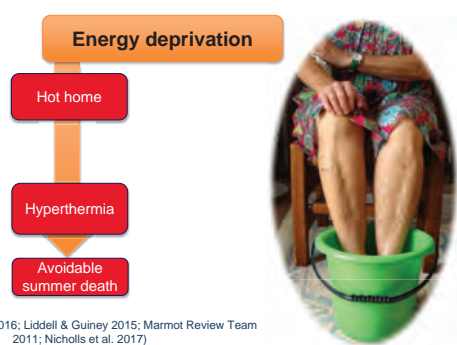 Energy deprivation
Hot home
Hyperthermia
Avoidable
summer death
016; Liddell & Guiney 2015; Marmot Review Team
2011; Nicholls et al. 2017)